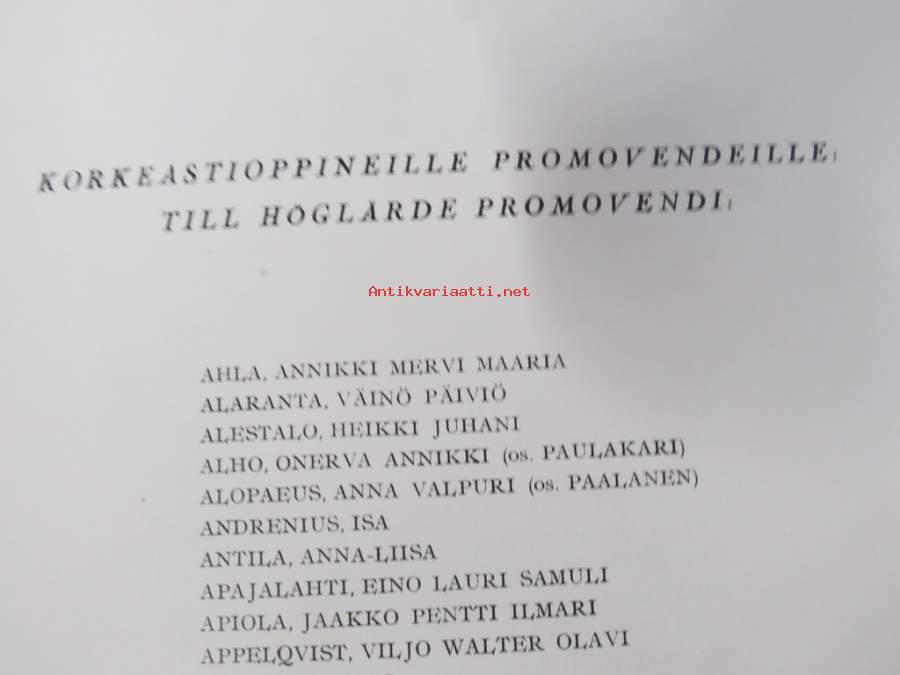 KORKEASTIOPPINEILLE PROMOVENDEILLE,
TILL HÖGLÄRDE PROMOVENDI,
Antikvariaatti.net
AHLA, ANNIKKI MERVI MAARIA
ALARANTA, VÄINÖ PÄIVIÖ
ALESTALO, HEIKKI JUHANI
ALHO, ONERVA ANNIKKI (os. PAULAKARI)
ALOPAEUS, ANNA VALPURI (os. PAALANEN)
ANDRENIUS, ISA
ANTILA, ANNA-LIISA
APAJALAHTI, EINO LAURI SAMULI
APIOLA, JAAKKO PENTTI ILMARI
APPELQVIST, VILJO WALTER OLAVI